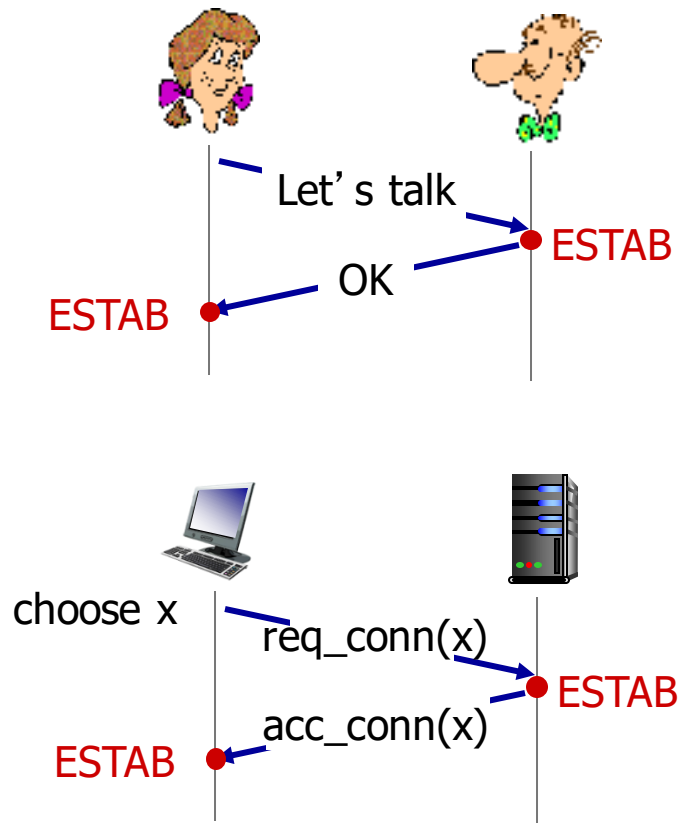 Let’s talk
ESTAB
OK
ESTAB
choose x
req_conn(x)
ESTAB
acc_conn(x)
ESTAB